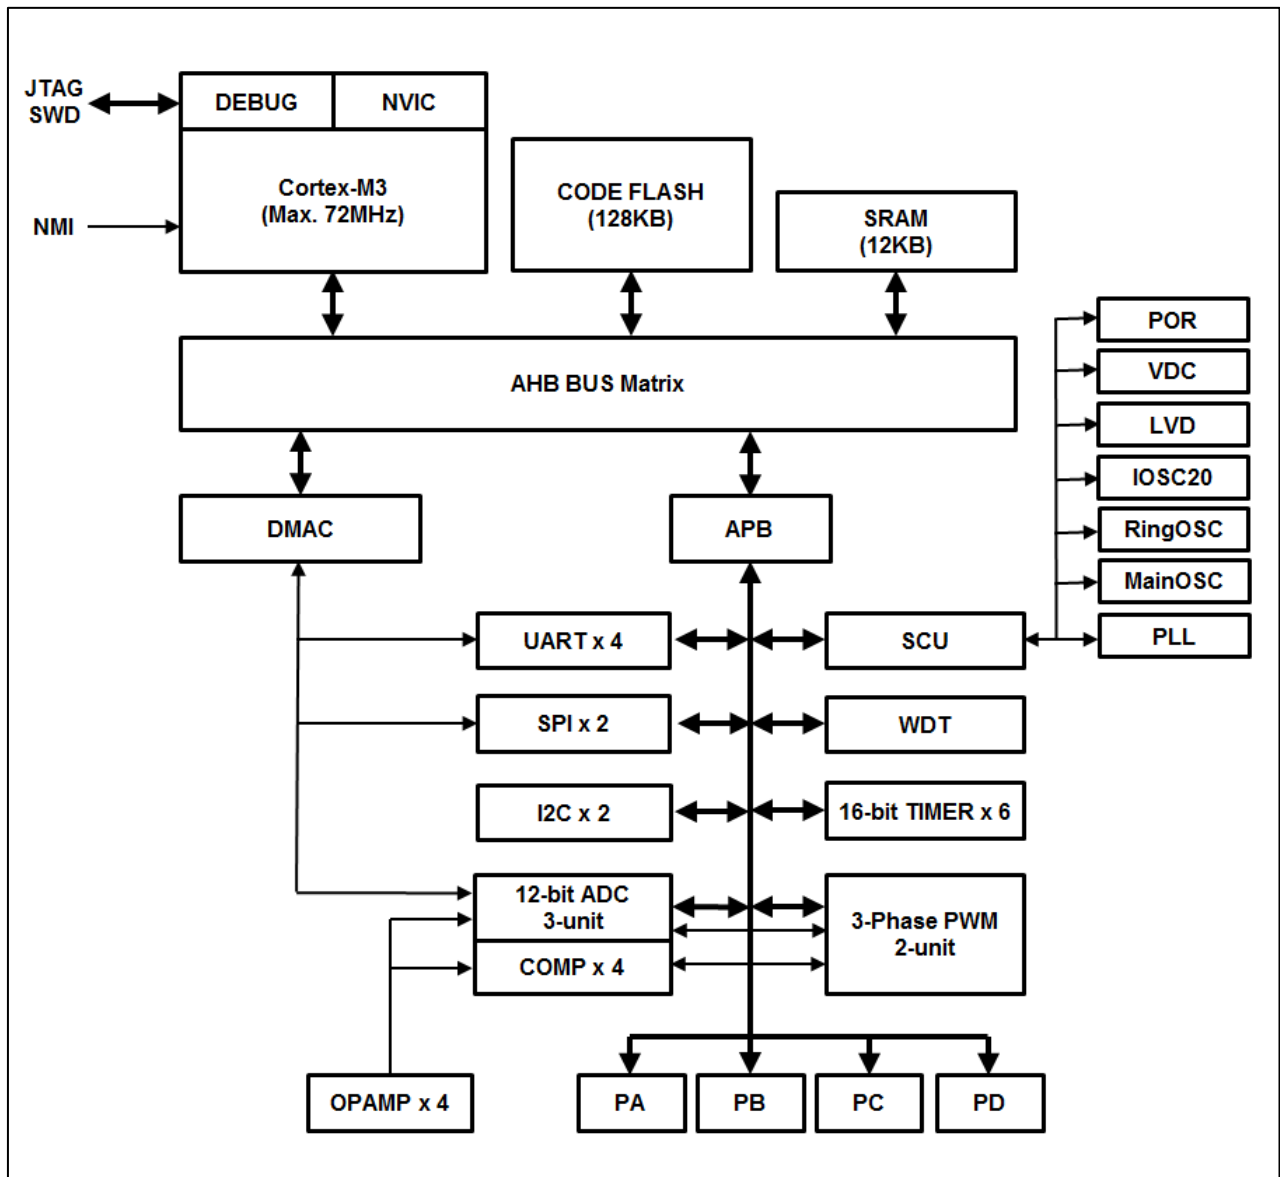 JTAG
SWD
DEBUG
NVIC
Cortex-M3
(Max. 72MHz)
NMI
CODE FLASH
(128KB)
SRAM
(12KB)
AHB BUS Matrix
POR
VDC
LVD
IOSC20
RingOSC
MainOSC
PLL
DMAC
APB
UART x 4
SCU
SPI x 2
WDT
I2C x 2
16-bit TIMER x 6
12-bit ADC
3-unit
COMP x 4
3-Phase PWM
2-unit
OPAMP x 4
PA
PB
PC
PD